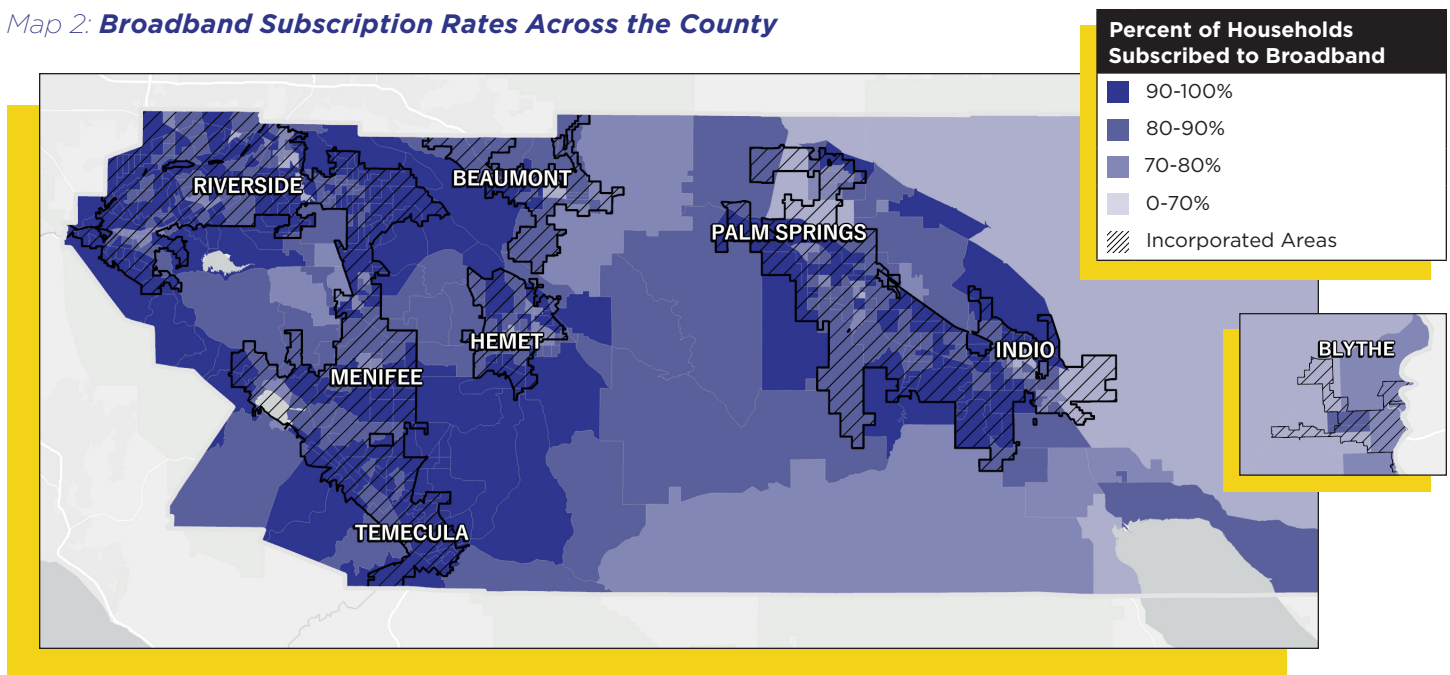 Map 2: Broadband Subscription Rates Across the County
Percent of Households
Subscribed to Broadband
90-100%
80-90%
70-80%
0-70%
Incorporated Areas
RIVERSIDE
BEAUMONT
PALM SPRINGS
HEMET
INDIO
BLYTHE
MENIFEE
TEMECULA